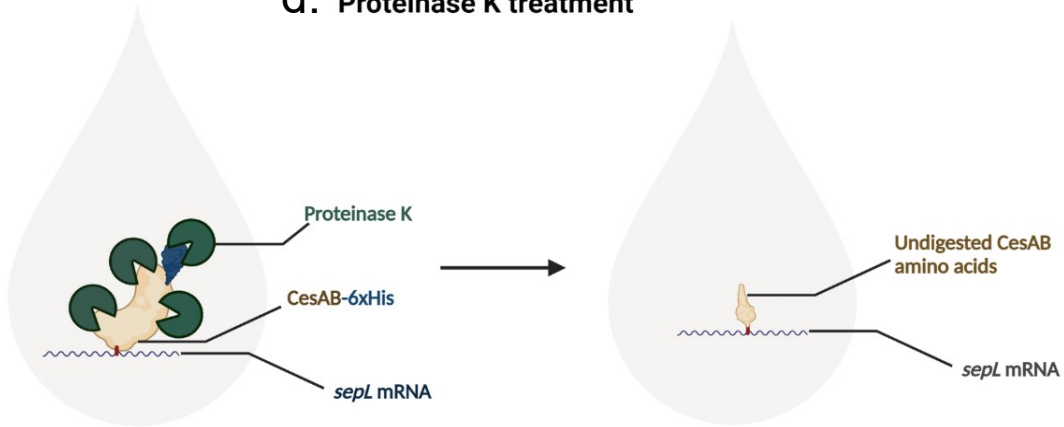 d. Proteinase K treatment
Proteinase K
CesAB-6xHis
sepL mRNA
Undigested CesAB
amino acids
sepL mRNA